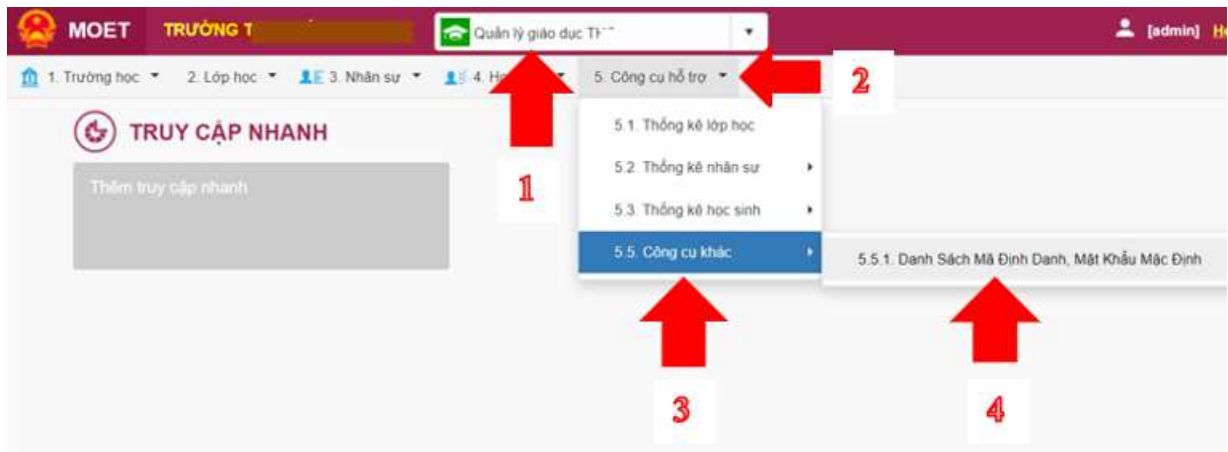 MOET TRƯỜNG T Quản lý giáo dục TH [admin]
1. Trường học 2. Lớp học 3. Nhân sự 4. Họ 5. Công cụ hỗ trợ 2
TRUY CẬP NHANH
5.1. Thống kê lớp học
Thêm truy cập nhanh
1
5.2. Thống kê nhân sự
5.3. Thống kê học sinh
5.5. Công cụ khác
5.5.1. Danh Sách Mã Định Danh, Mật Khẩu Mặc Định
3
4